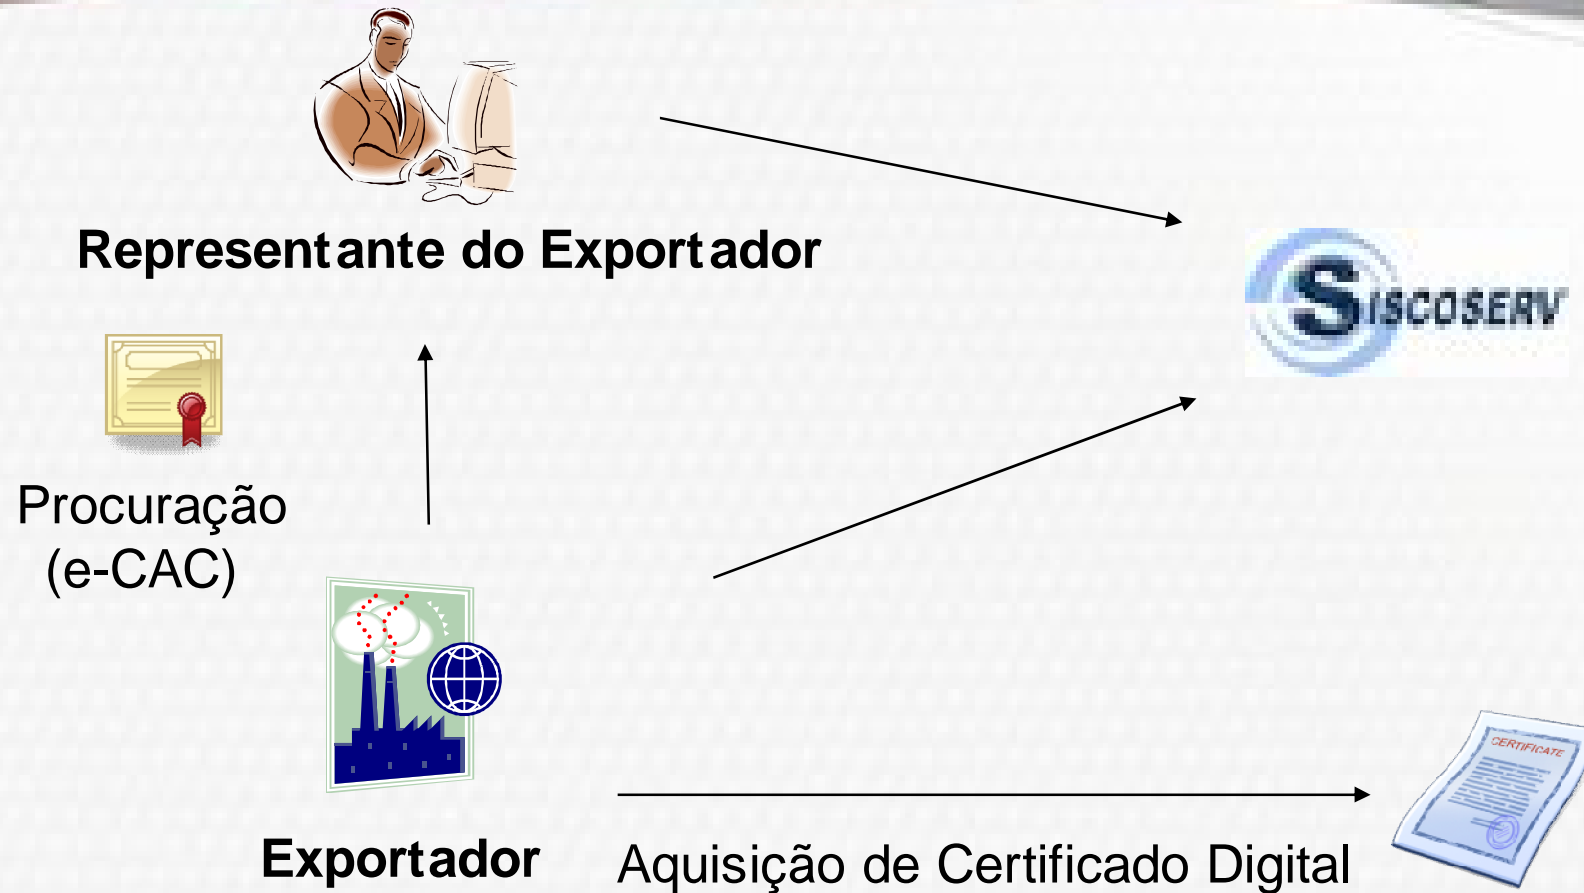 Representante do Exportador
SISCOSERV
Procuração
(e-CAC)
CERTIFICATE
Exportador
Aquisição de Certificado Digital